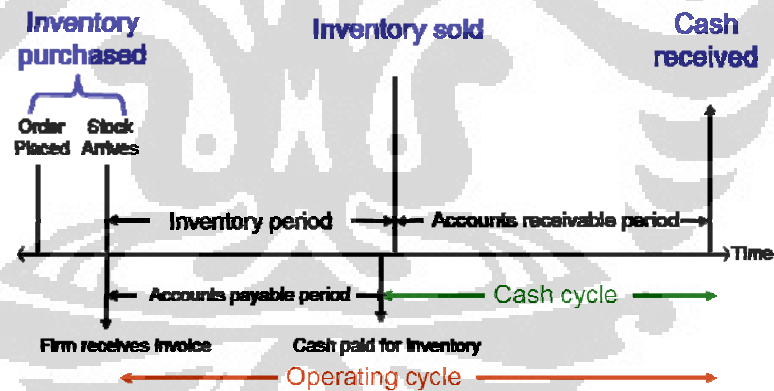 Inventory
purchased
Inventory sold
Cash
received
Order
Placed
Stock
Arrives
Inventory period
Accounts receivable period
Time
Accounts payable period
Cash cycle
Firm receives invoice
Cash paid for inventory
Operating cycle